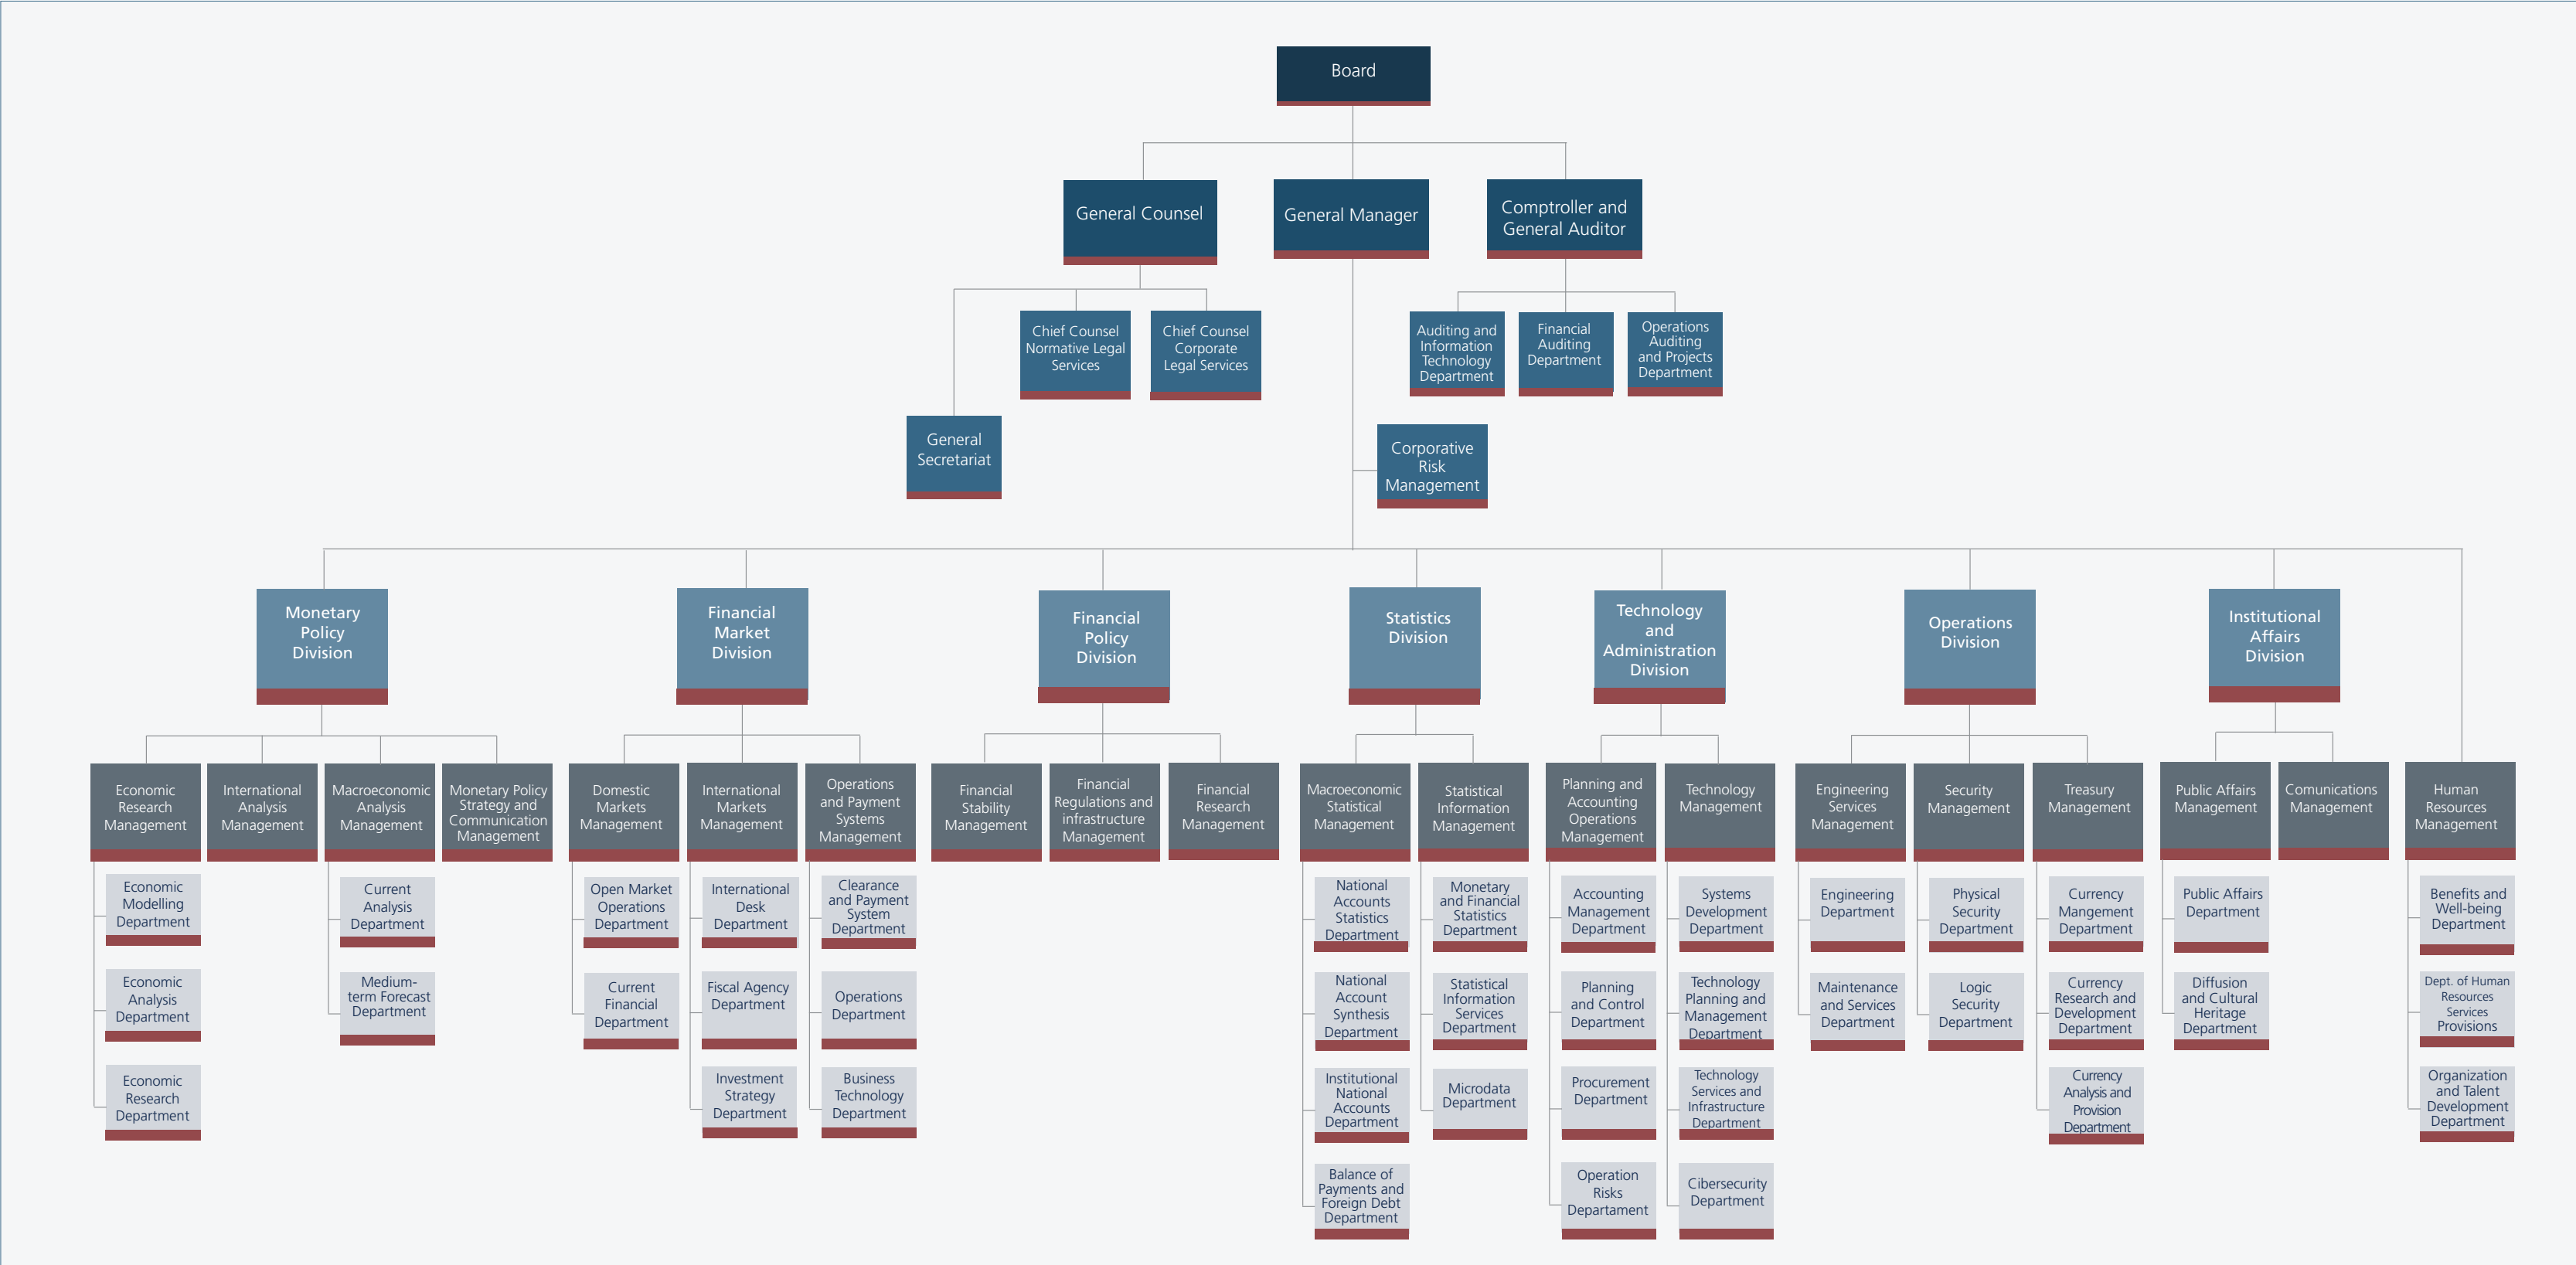 Board
General Counsel
General Manager
Comptroller and
General Auditor
Chief Counsel
Normative Legal
Services
Chief Counsel
Corporate
Legal Services
Auditing and
Information
Technology
Department
Financial
Auditing
Department
Operations
Auditing
and Projects
Department
General
Secretariat
Corporative
Risk
Management
Monetary
Policy
Division
Financial
Market
Division
Financial
Policy
Division
Statistics
Division
Technology
and
Administration
Division
Operations
Division
Institutional
Affairs
Division
Economic
Research
Management
International
Analysis
Management
Macroeconomic
Analysis
Management
Monetary Policy
Strategy and
Communication
Management
Domestic
Markets
Management
International
Markets
Management
Operations
and Payment
Systems
Management
Financial
Stability
Management
Financial
Regulations and
infrastructure
Management
Financial
Research
Management
Macroeconomic
Statistical
Management
Statistical
Information
Management
Planning and
Accounting
Operations
Management
Technology
Management
Engineering
Services
Management
Security
Management
Treasury
Management
Public Affairs
Management
Comunications
Management
Human
Resources
Management
Economic
Modelling
Department
Current
Analysis
Department
Open Market
Operations
Department
International
Desk
Department
Clearance
and Payment
System
Department
National
Accounts
Statistics
Department
Monetary
and Financial
Statistics
Department
Accounting
Management
Department
Systems
Development
Department
Engineering
Department
Physical
Security
Department
Currency
Mangement
Department
Public Affairs
Department
Benefits and
Well-being
Department
Economic
Analysis
Department
Medium-
term Forecast
Department
Current
Financial
Department
Fiscal Agency
Department
Operations
Department
National
Account
Synthesis
Department
Statistical
Information
Services
Department
Planning
and Control
Department
Technology
Planning and
Management
Department
Maintenance
and Services
Department
Logic
Security
Department
Currency
Research and
Development
Department
Diffusion
and Cultural
Heritage
Department
Dept. of Human
Resources
Services
Provisions
Economic
Research
Department
Investment
Strategy
Department
Business
Technology
Department
Institutional
National
Accounts
Department
Microdata
Department
Procurement
Department
Technology
Services and
Infrastructure
Department
Currency
Analysis and
Provision
Department
Organization
and Talent
Development
Department
Balance of
Payments and
Foreign Debt
Department
Operation
Risks
Departament
Cibersecurity
Department